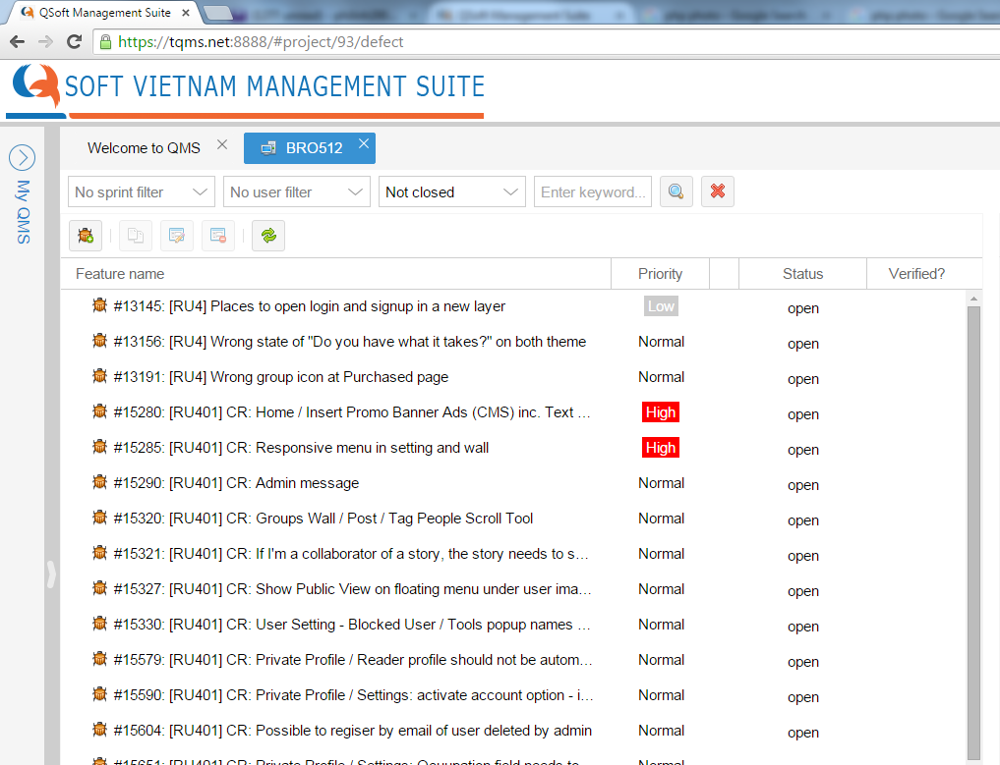 QSoft Management Suite
https://tqms.net:8888/#project/93/defect
SOFT VIETNAM MANAGEMENT SUITE
My QMS
Welcome to QMS BRO512
No sprint filter No user filter Not closed Enter keyword...
Feature name Priority Status Verified?
#13145: [RU4] Places to open login and signup in a new layer Low open
#13156: [RU4] Wrong state of "Do you have what it takes?" on both theme Normal open
#13191: [RU4] Wrong group icon at Purchased page Normal open
#15280: [RU401] CR: Home / Insert Promo Banner Ads (CMS) inc. Text ... High open
#15285: [RU401] CR: Responsive menu in setting and wall High open
#15290: [RU401] CR: Admin message Normal open
#15320: [RU401] CR: Groups Wall / Post / Tag People Scroll Tool Normal open
#15321: [RU401] CR: If I'm a collaborator of a story, the story needs to s... Normal open
#15327: [RU401] CR: Show Public View on floating menu under user ima... Normal open
#15330: [RU401] CR: User Setting - Blocked User / Tools popup names ... Normal open
#15579: [RU401] CR: Private Profile / Reader profile should not be autom... Normal open
#15590: [RU401] CR: Private Profile / Settings: activate account option - i... Normal open
#15604: [RU401] CR: Possible to regiser by email of user deleted by admin Normal open
#15651: [RU401] CR: Private Profile / Settings: Ocuupation field needs to